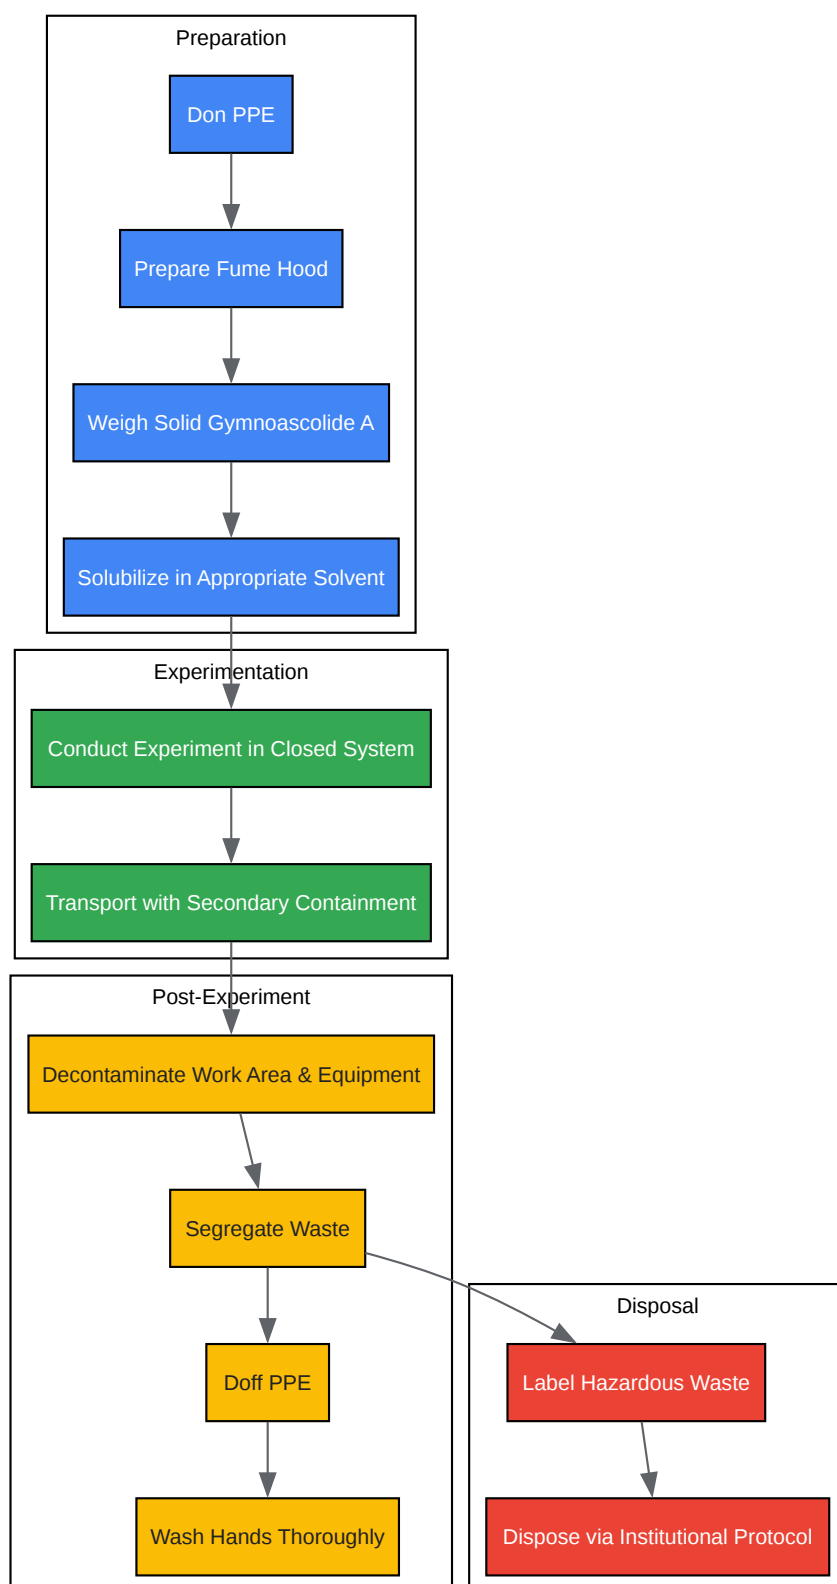 Preparation
Don PPE
Prepare Fume Hood
Weigh Solid Gymnoascolide A
Solubilize in Appropriate Solvent
Experimentation
Conduct Experiment in Closed System
Transport with Secondary Containment
Post-Experiment
Decontaminate Work Area & Equipment
Segregate Waste
Doff PPE
Wash Hands Thoroughly
Disposal
Label Hazardous Waste
Dispose via Institutional Protocol